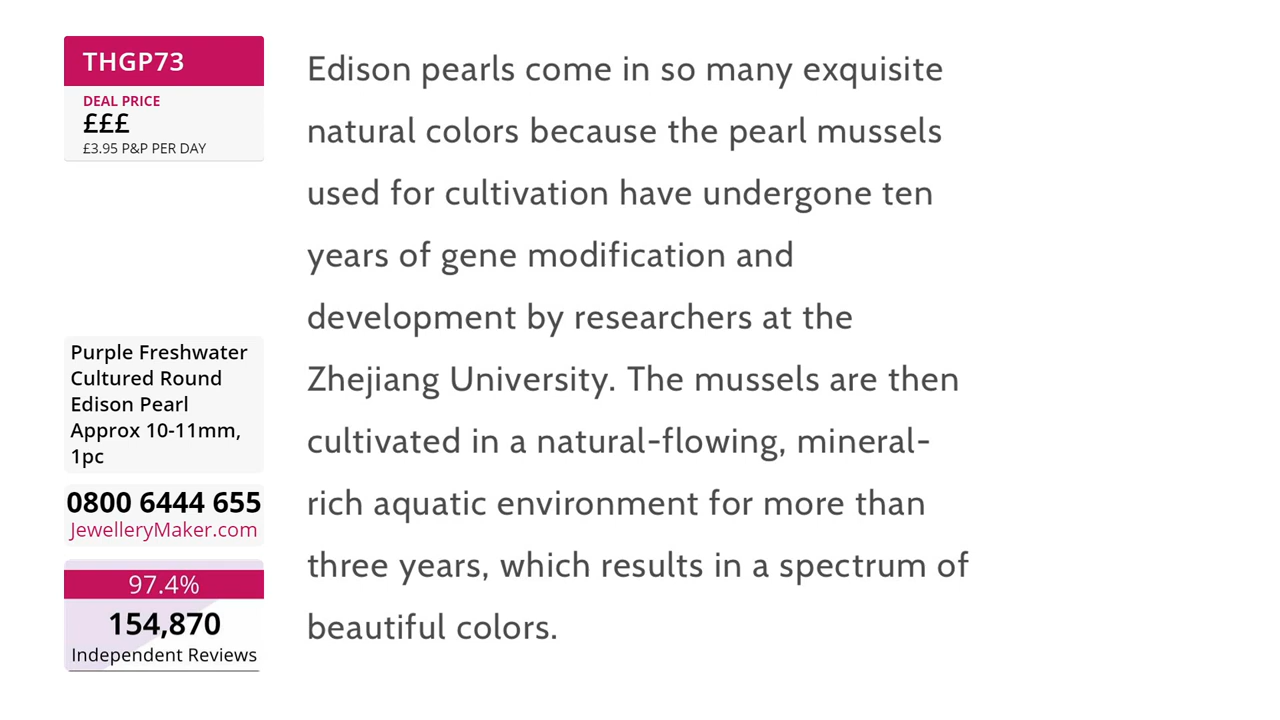 THGP73
DEAL PRICE
£££
£3.95 P&P PER DAY
Purple Freshwater
Cultured Round
Edison Pearl
Approx 10-11mm,
1pc
0800 6444 655
JewelleryMaker.com
97.4%
154,870
Independent Reviews
Edison pearls come in so many exquisite
natural colors because the pearl mussels
used for cultivation have undergone ten
years of gene modification and
development by researchers at the
Zhejiang University. The mussels are then
cultivated in a natural-flowing, mineral-
rich aquatic environment for more than
three years, which results in a spectrum of
beautiful colors.